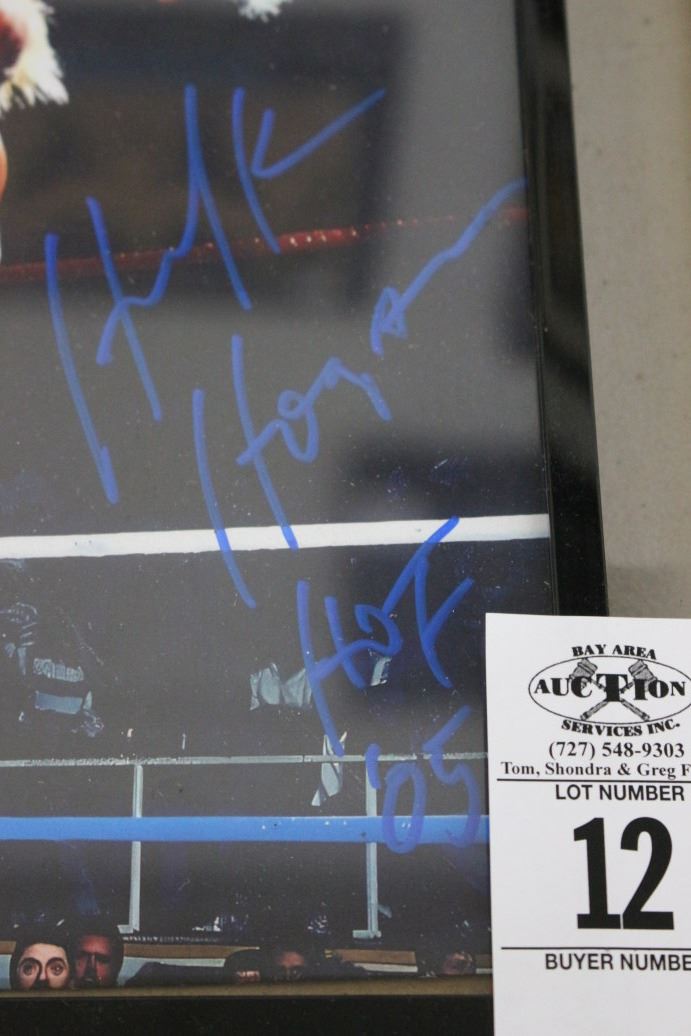 Hulk
Hogan
HOF
'05
BAY AREA
AUCTION
SERVICES INC.
(727) 548-9303
Tom, Shondra & Greg F
LOT NUMBER
12
BUYER NUMBE